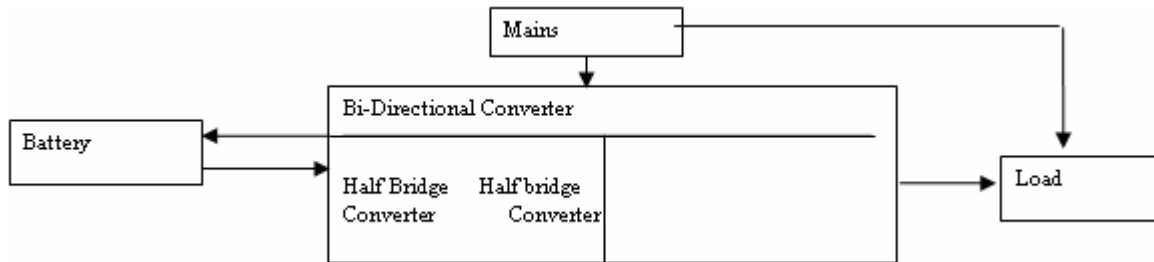 Mains
Bi-Directional Converter
Battery
Half Bridge Half bridge
Converter Converter
Load